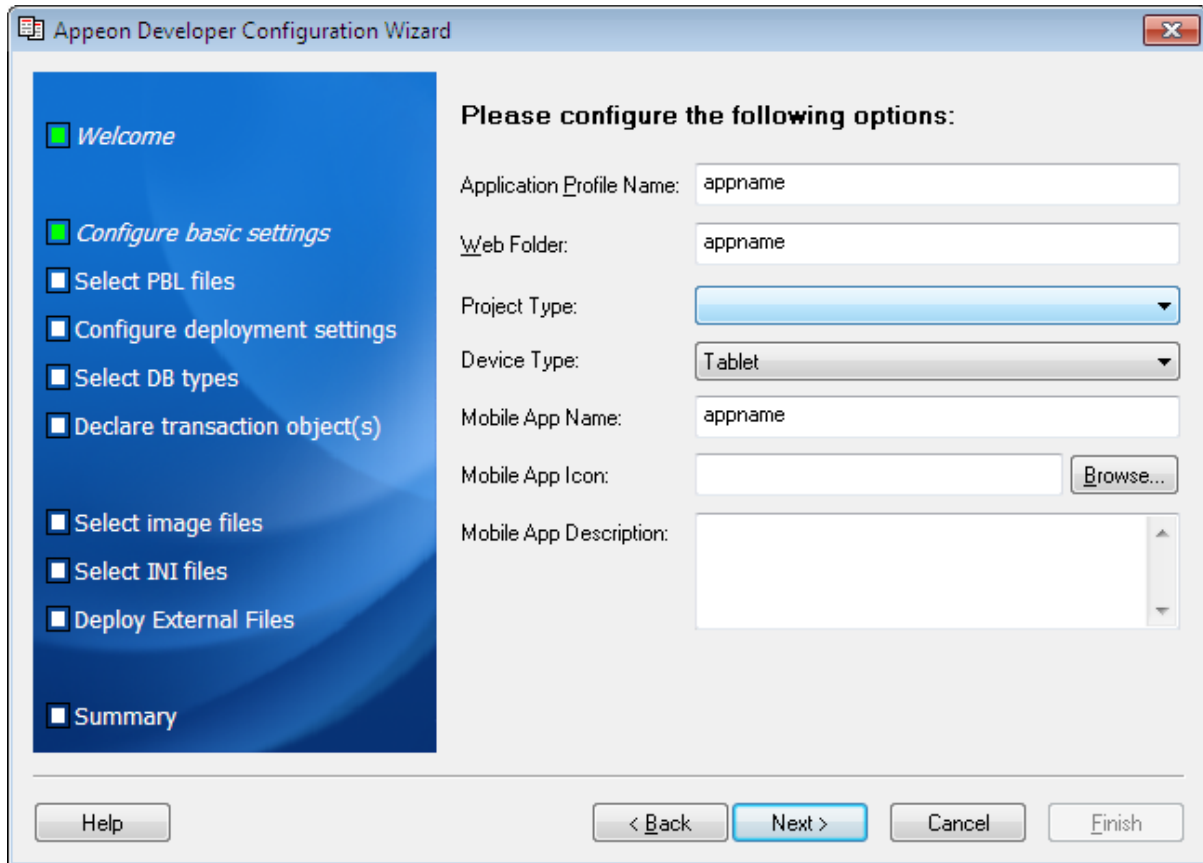 Appeon Developer Configuration Wizard
Welcome
Configure basic settings
Select PBL files
Configure deployment settings
Select DB types
Declare transaction object(s)
Select image files
Select INI files
Deploy External Files
Summary
Please configure the following options:
Application Profile Name: appname
Web Folder: appname
Project Type:
Device Type: Tablet
Mobile App Name: appname
Mobile App Icon: Browse...
Mobile App Description:
Help < Back Next > Cancel Finish